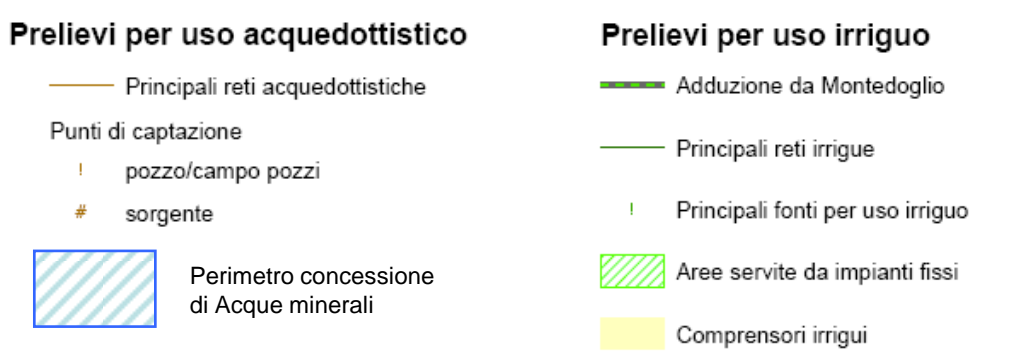 Prelievi per uso acquedottistico
Principali reti acquedottistiche
Punti di captazione
! pozzo/campo pozzi
# sorgente
Perimetro concessione
di Acque minerali
Prelievi per uso irriguo
Adduzione da Montedoglio
Principali reti irrigue
! Principali fonti per uso irriguo
Aree servite da impianti fissi
Comprensori irrigui